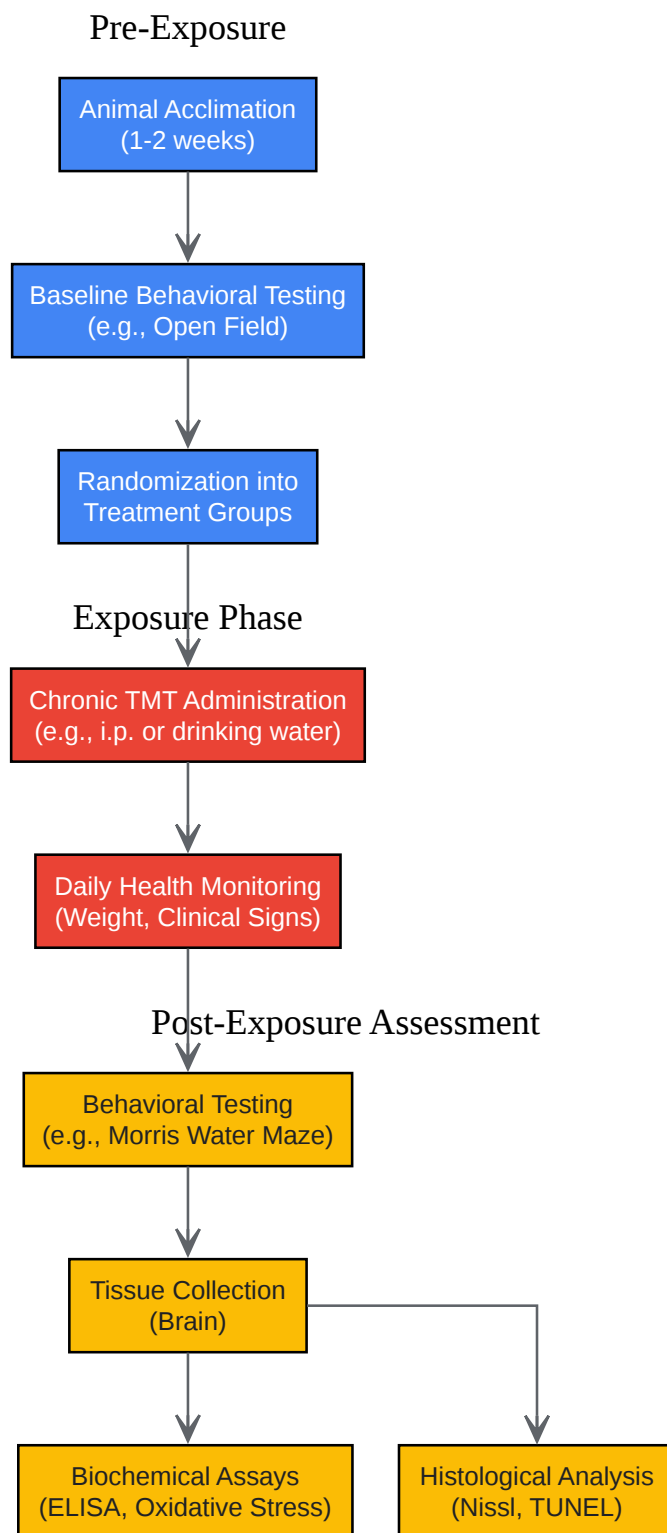 Pre-Exposure
Animal Acclimation
(1-2 weeks)
Baseline Behavioral Testing
(e.g., Open Field)
Randomization into
Treatment Groups
Exposure Phase
Chronic TMT Administration
(e.g., i.p. or drinking water)
Daily Health Monitoring
(Weight, Clinical Signs)
Post-Exposure Assessment
Behavioral Testing
(e.g., Morris Water Maze)
Tissue Collection
(Brain)
Biochemical Assays
(ELISA, Oxidative Stress)
Histological Analysis
(Nissl, TUNEL)